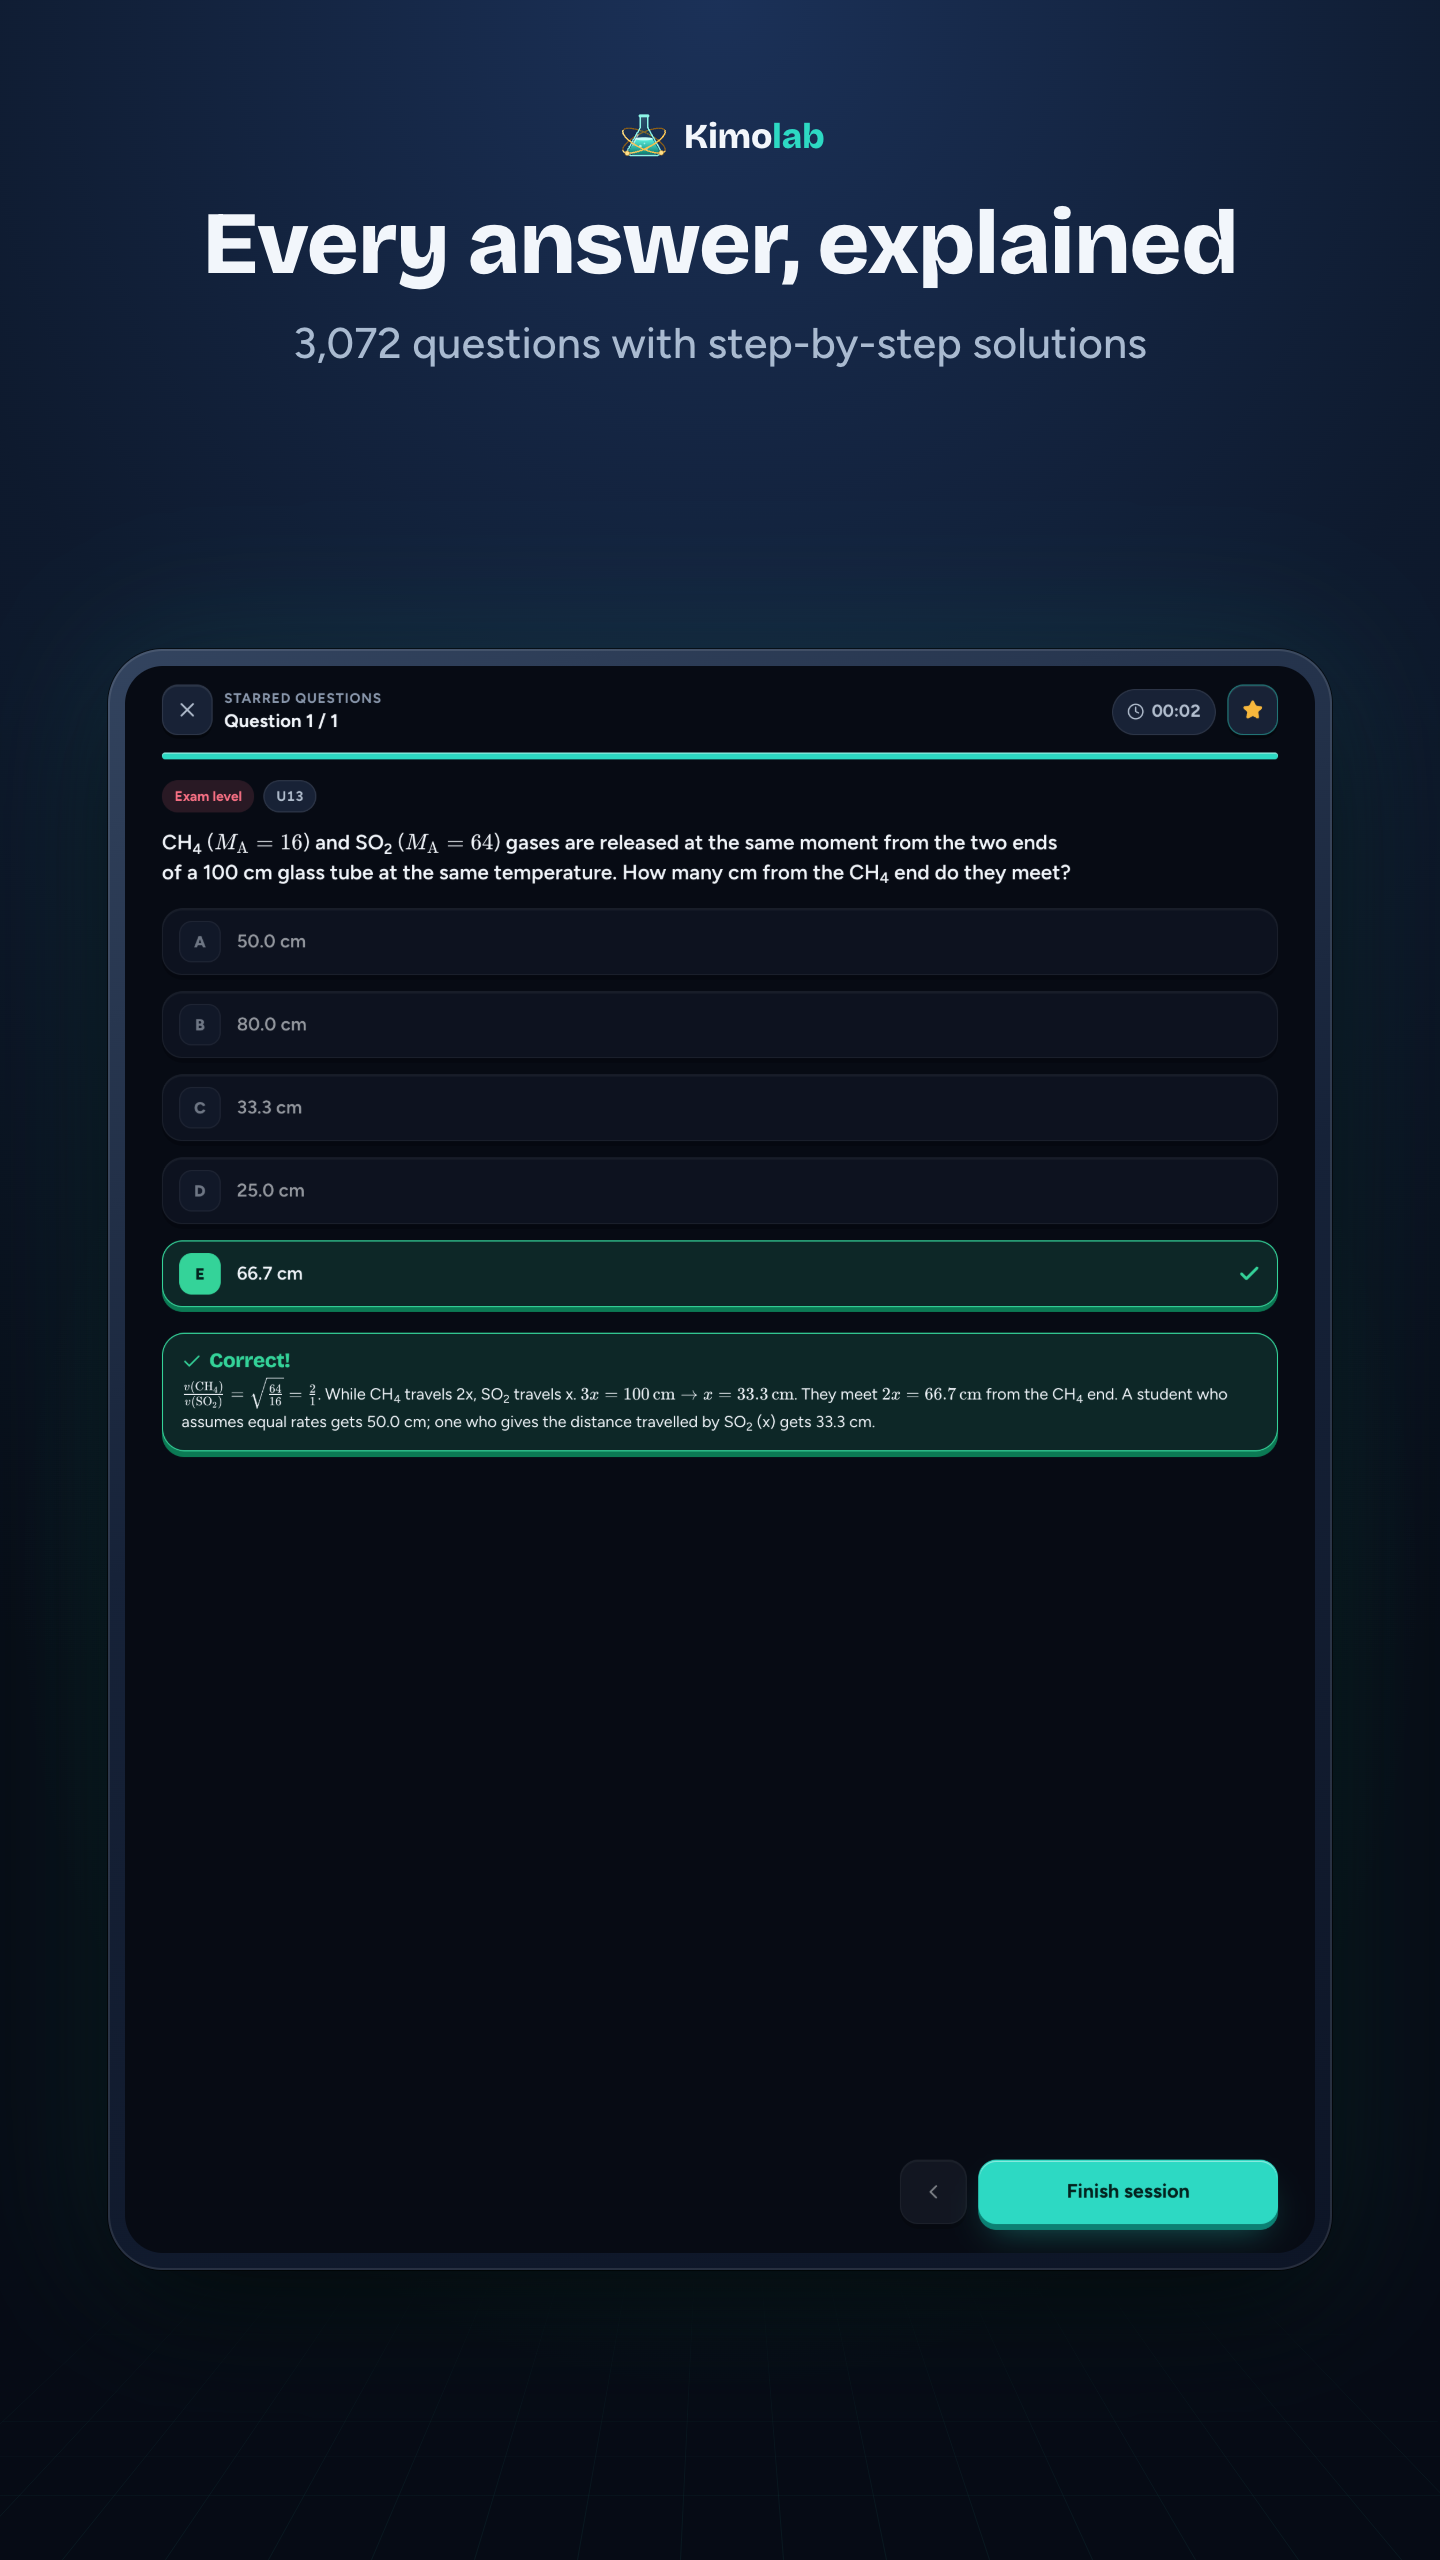 Kimolab
Every answer, explained
3,072 questions with step-by-step solutions
STARRED QUESTIONS
Question 1 / 1
00:02
Exam level
U13
CH₄ (M_A = 16) and SO₂ (M_A = 64) gases are released at the same moment from the two ends
of a 100 cm glass tube at the same temperature. How many cm from the CH₄ end do they meet?
A 50.0 cm
B 80.0 cm
C 33.3 cm
D 25.0 cm
E 66.7 cm
Correct!
v(CH₄)/v(SO₂) = √(64/16) = 2/1. While CH₄ travels 2x, SO₂ travels x. 3x = 100 cm → x = 33.3 cm. They meet 2x = 66.7 cm from the CH₄ end. A student who
assumes equal rates gets 50.0 cm; one who gives the distance travelled by SO₂ (x) gets 33.3 cm.
Finish session